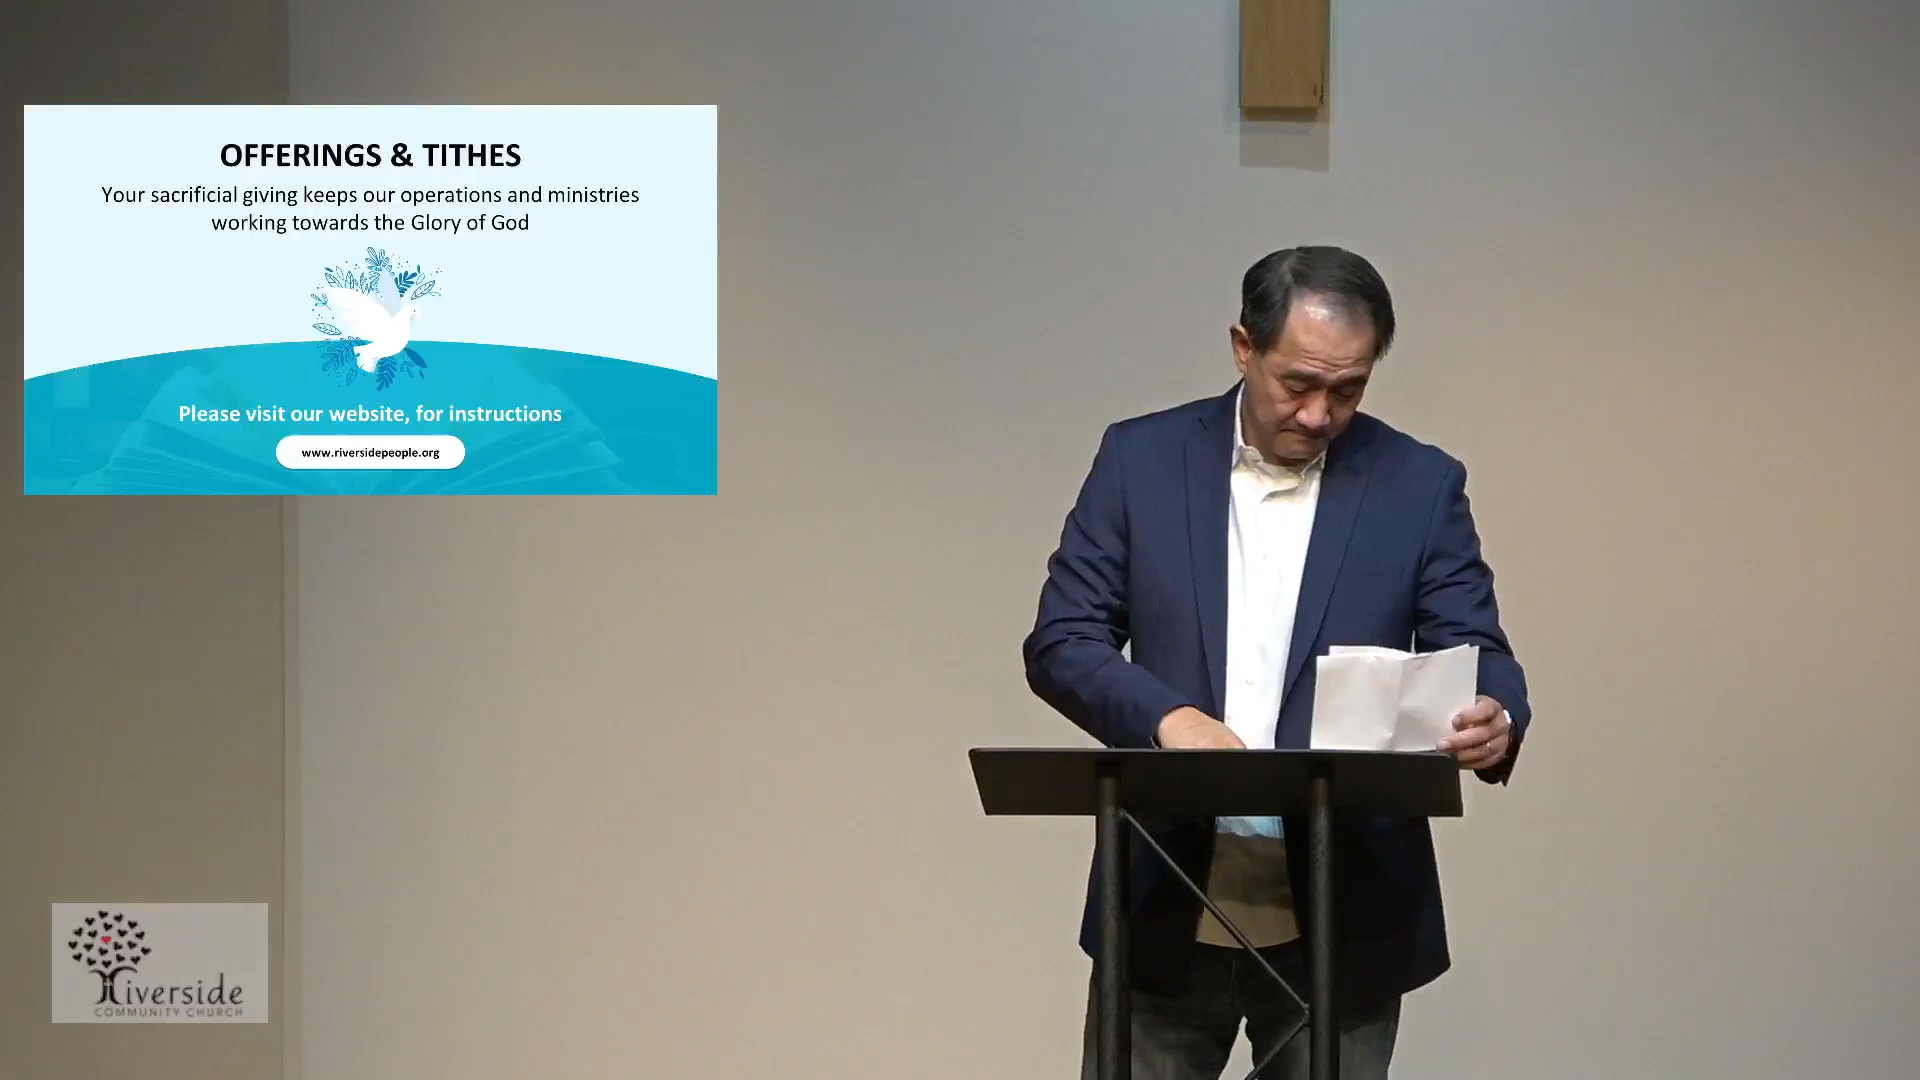 OFFERINGS & TITHES
Your sacrificial giving keeps our operations and ministries
working towards the Glory of God
Please visit our website, for instructions
www.riversidepeople.org
Riverside
COMMUNITY CHURCH